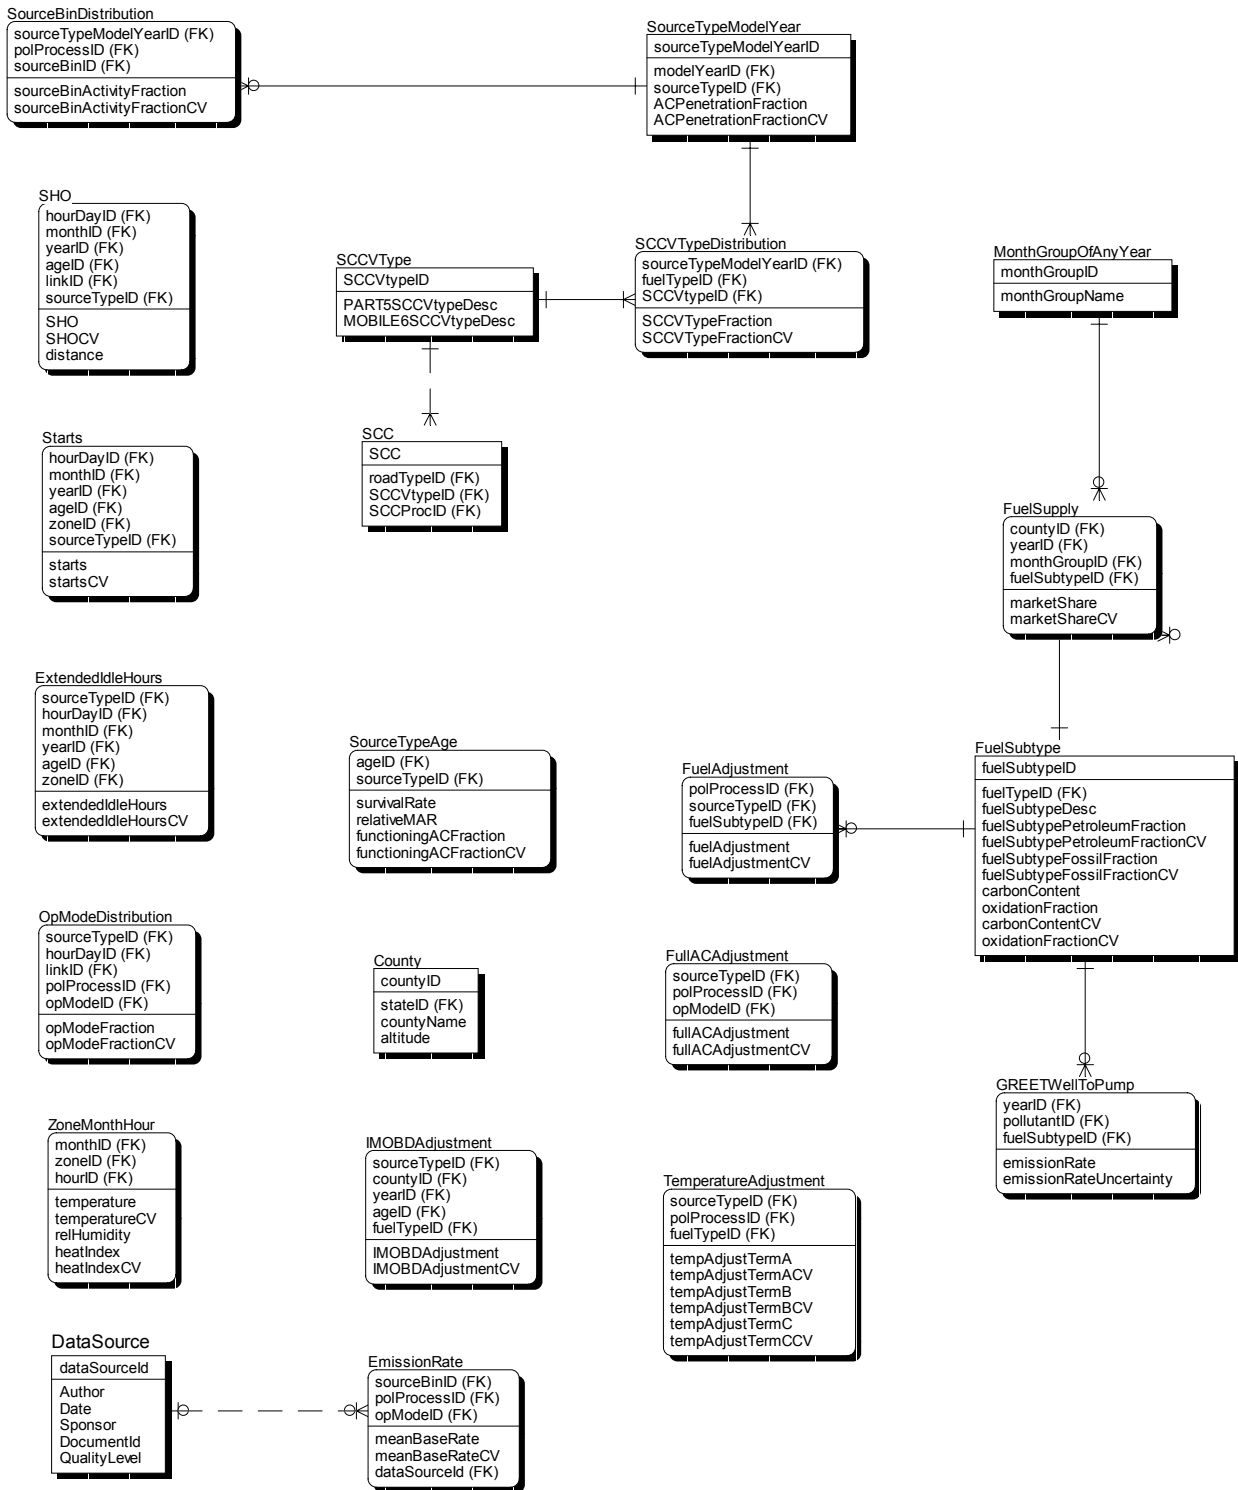 SourceBinDistribution
sourceTypeModelYearID (FK)
polProcessID (FK)
sourceBinID (FK)
sourceBinActivityFraction
sourceBinActivityFractionCV
SourceTypeModelYear
sourceTypeModelYearID
modelYearID (FK)
sourceTypeID (FK)
ACPenetrationFraction
ACPenetrationFractionCV
SHO
hourDayID (FK)
monthID (FK)
yearID (FK)
ageID (FK)
linkID (FK)
sourceTypeID (FK)
SHO
SHOCV
distance
SCCVType
SCCVtypeID
PART5SCCVtypeDesc
MOBILE6SCCVtypeDesc
SCCVTypeDistribution
sourceTypeModelYearID (FK)
fuelTypeID (FK)
SCCVtypeID (FK)
SCCVTypeFraction
SCCVTypeFractionCV
MonthGroupOfAnyYear
monthGroupID
monthGroupName
Starts
hourDayID (FK)
monthID (FK)
yearID (FK)
ageID (FK)
zoneID (FK)
sourceTypeID (FK)
starts
startsCV
SCC
SCC
roadTypeID (FK)
SCCVtypeID (FK)
SCCProcID (FK)
FuelSupply
countyID (FK)
yearID (FK)
monthGroupID (FK)
fuelSubtypeID (FK)
marketShare
marketShareCV
ExtendedIdleHours
sourceTypeID (FK)
hourDayID (FK)
monthID (FK)
yearID (FK)
ageID (FK)
zoneID (FK)
extendedIdleHours
extendedIdleHoursCV
SourceTypeAge
ageID (FK)
sourceTypeID (FK)
survivalRate
relativeMAR
functioningACFraction
functioningACFractionCV
FuelAdjustment
polProcessID (FK)
sourceTypeID (FK)
fuelSubtypeID (FK)
fuelAdjustment
fuelAdjustmentCV
FuelSubtype
fuelSubtypeID
fuelTypeID (FK)
fuelSubtypeDesc
fuelSubtypePetroleumFraction
fuelSubtypePetroleumFractionCV
fuelSubtypeFossilFraction
fuelSubtypeFossilFractionCV
carbonContent
oxidationFraction
carbonContentCV
oxidationFractionCV
OpModeDistribution
sourceTypeID (FK)
hourDayID (FK)
linkID (FK)
polProcessID (FK)
opModeID (FK)
opModeFraction
opModeFractionCV
County
countyID
stateID (FK)
countyName
altitude
FullACAdjustment
sourceTypeID (FK)
polProcessID (FK)
opModeID (FK)
fullACAdjustment
fullACAdjustmentCV
GREETWellToPump
yearID (FK)
pollutantID (FK)
fuelSubtypeID (FK)
emissionRate
emissionRateUncertainty
ZoneMonthHour
monthID (FK)
zoneID (FK)
hourID (FK)
temperature
temperatureCV
relHumidity
heatIndex
heatIndexCV
IMOBDAdjustment
sourceTypeID (FK)
countyID (FK)
yearID (FK)
ageID (FK)
fuelTypeID (FK)
IMOBDAdjustment
IMOBDAdjustmentCV
TemperatureAdjustment
sourceTypeID (FK)
polProcessID (FK)
fuelTypeID (FK)
tempAdjustTermA
tempAdjustTermACV
tempAdjustTermB
tempAdjustTermBCV
tempAdjustTermC
tempAdjustTermCCV
DataSource
dataSourceId
Author
Date
Sponsor
DocumentId
QualityLevel
EmissionRate
sourceBinID (FK)
polProcessID (FK)
opModeID (FK)
meanBaseRate
meanBaseRateCV
dataSourceId (FK)